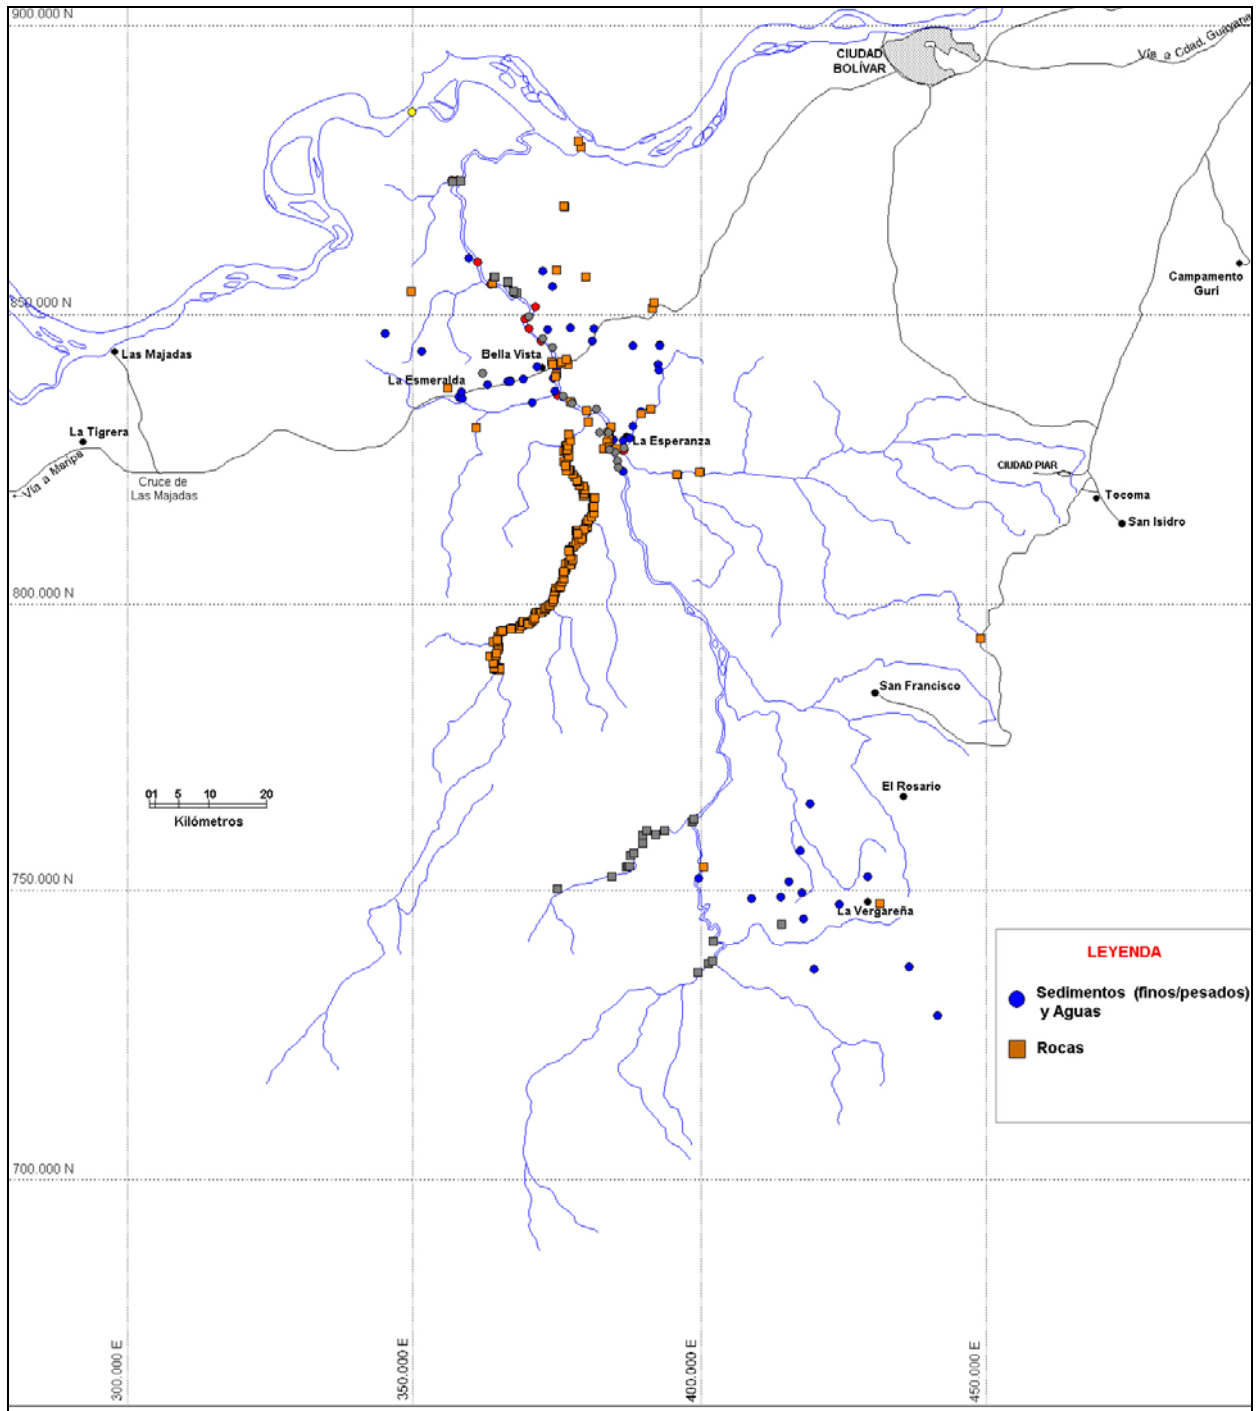 900.000 N
CIUDAD
BOLÍVAR
Vía a Cdad. Guayana
Campamento
Guri
850.000 N
Las Majadas
Bella Vista
La Esmeralda
La Tigrera
La Esperanza
Vía a Maripa
Cruce de
Las Majadas
CIUDAD PIAR
Tocoma
San Isidro
800.000 N
San Francisco
El Rosario
01 5 10 20
Kilómetros
750.000 N
La Vergareña
LEYENDA
Sedimentos (finos/pesados)
y Aguas
Rocas
700.000 N
300.000 E
350.000 E
400.000 E
450.000 E